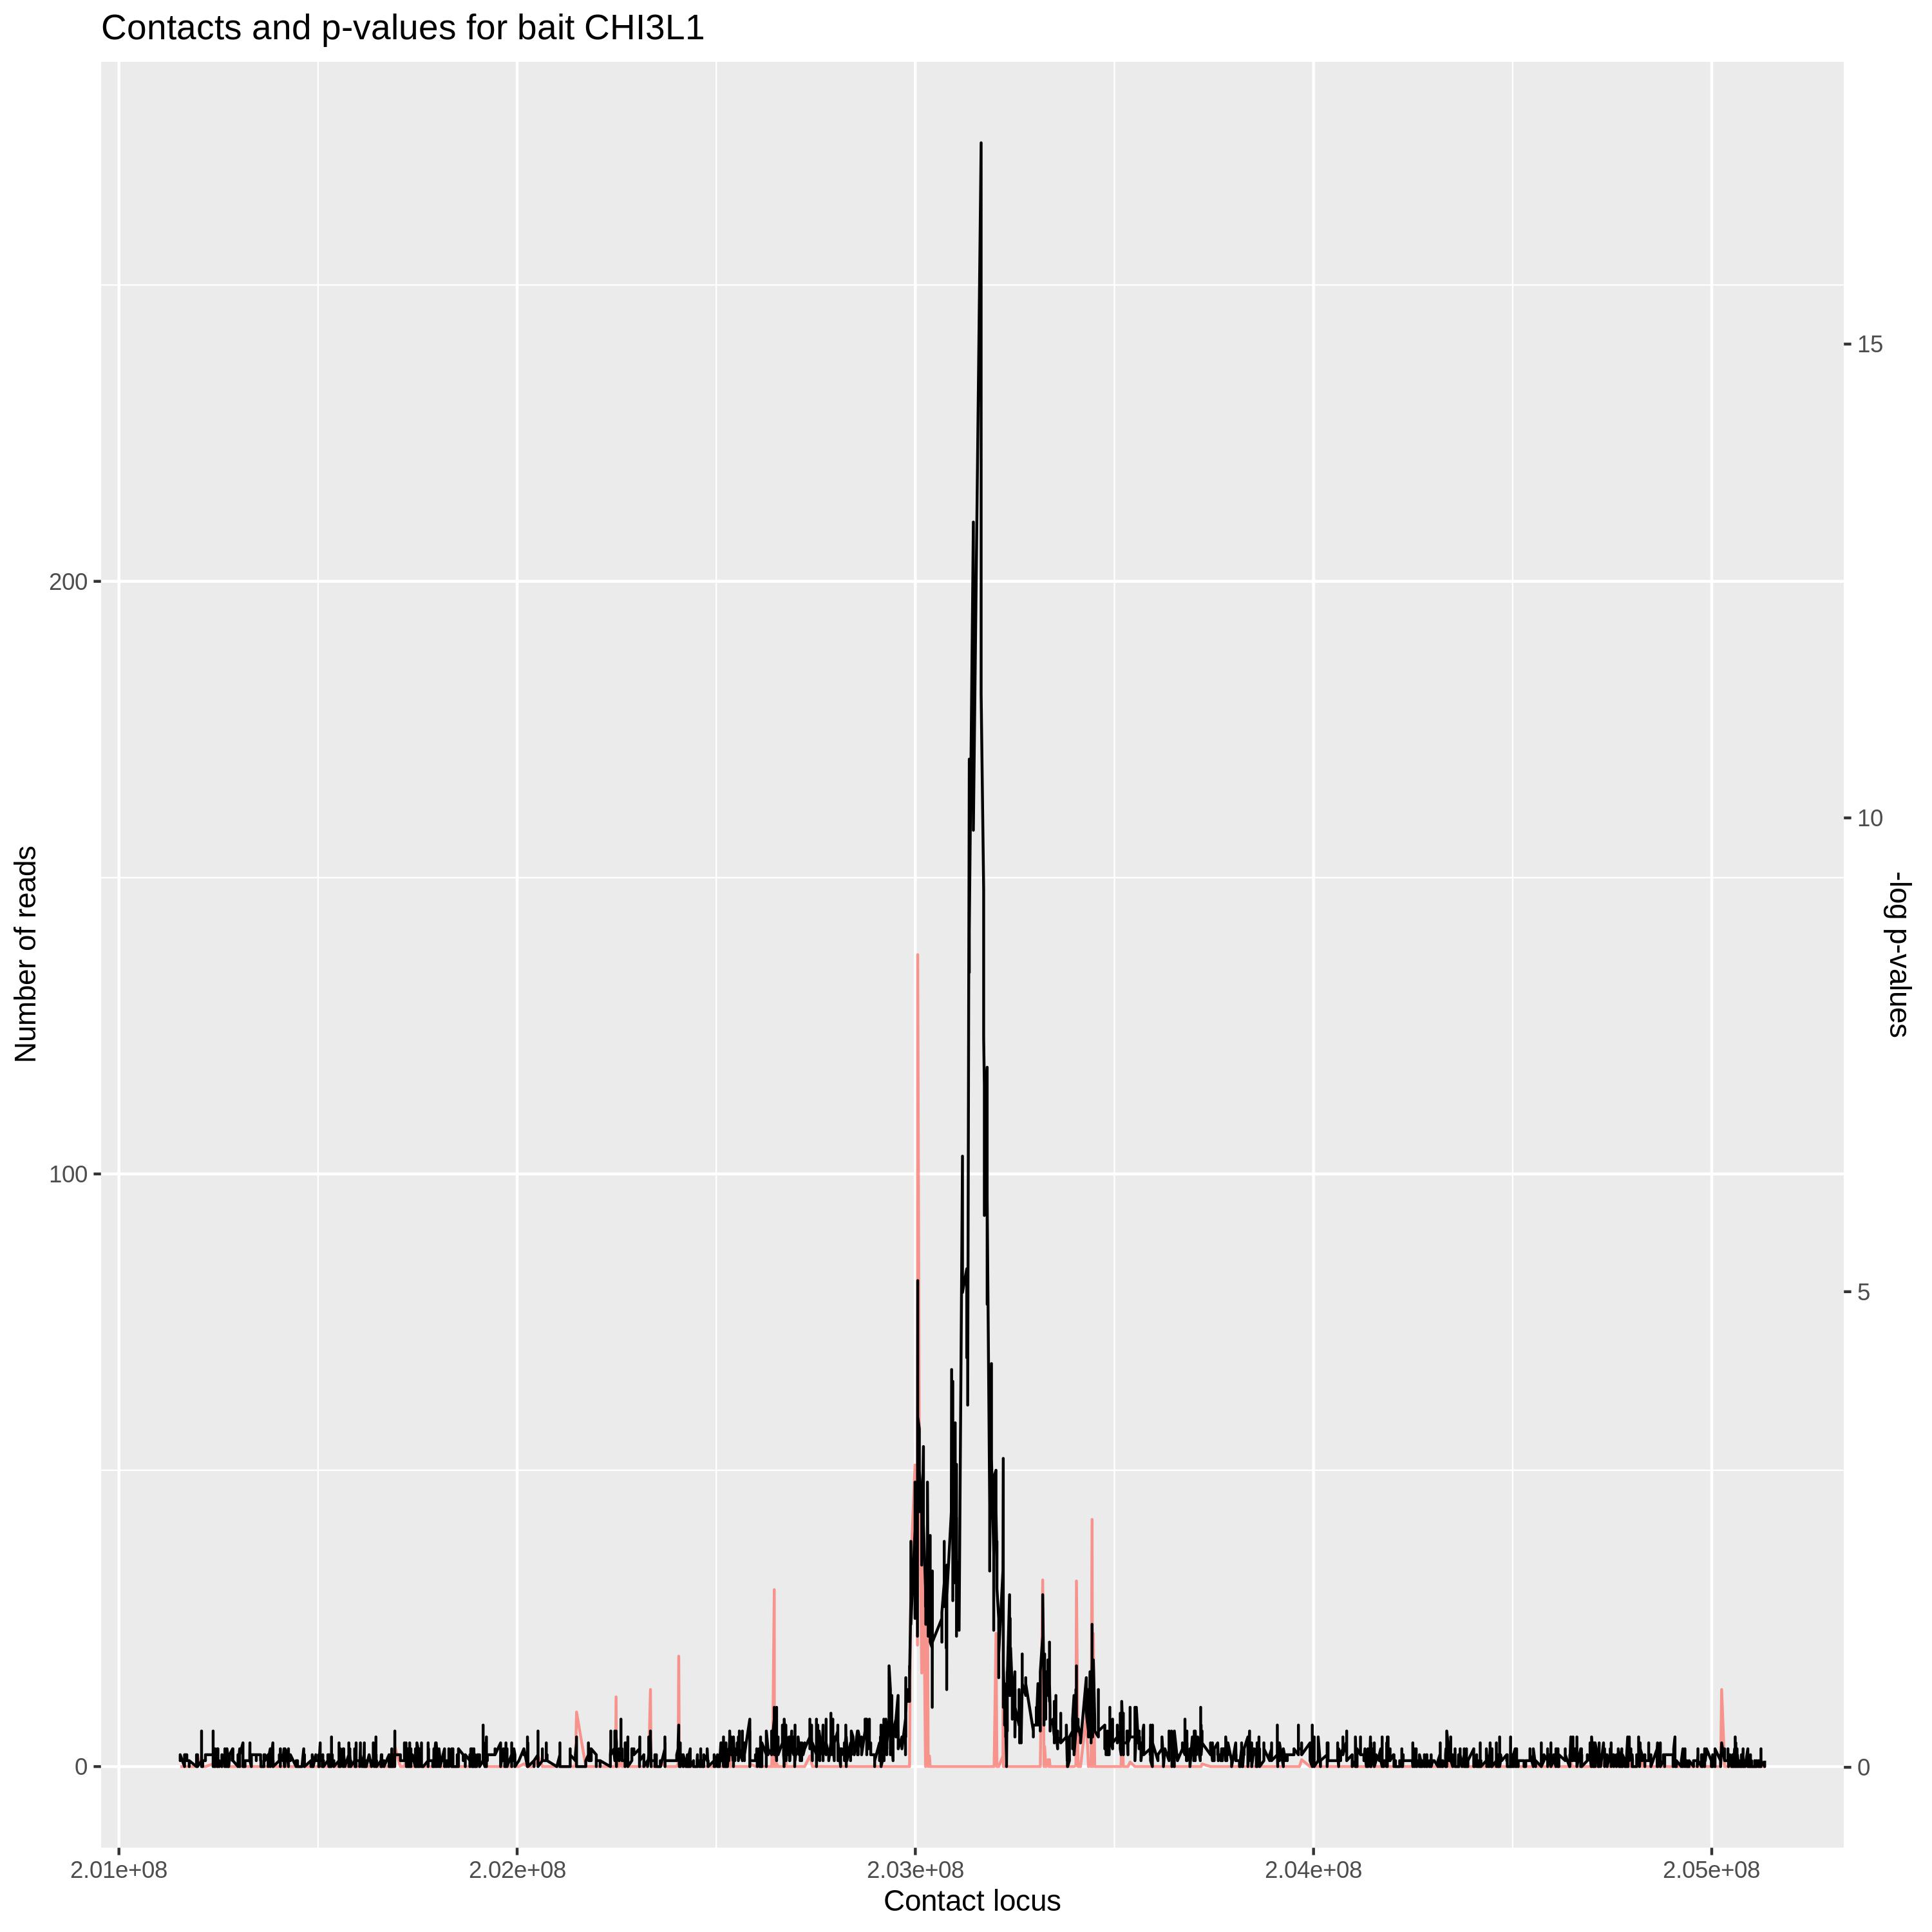 Contacts and p-values for bait CHI3L1
Number of reads
200
100
0
15
10
5
0
-log p-values
2.01e+08 2.02e+08 2.03e+08 2.04e+08 2.05e+08
Contact locus